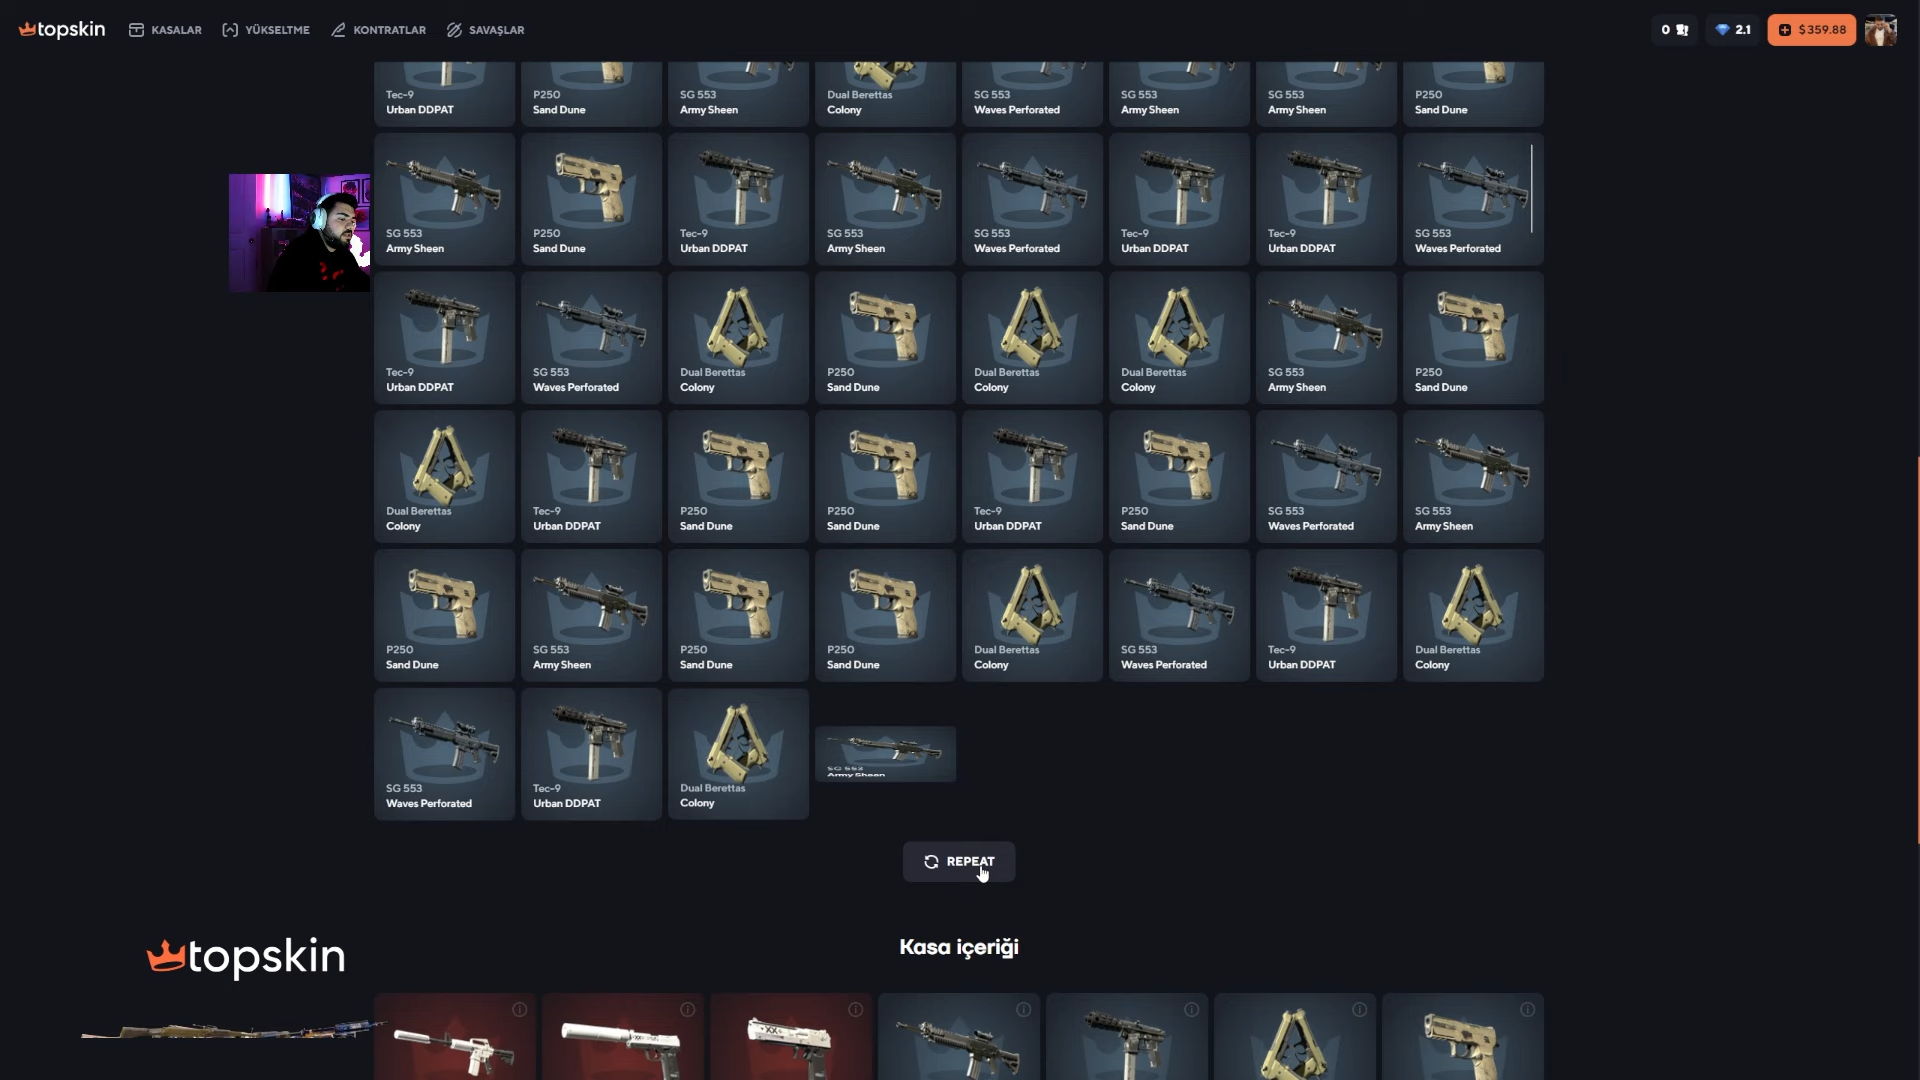 topskin
KASALAR
YÜKSELTME
KONTRATLAR
SAVAŞLAR
0
2.1
$359.88
Tec-9
Urban DDPAT
P250
Sand Dune
SG 553
Army Sheen
Dual Berettas
Colony
SG 553
Waves Perforated
SG 553
Army Sheen
SG 553
Army Sheen
P250
Sand Dune
SG 553
Army Sheen
P250
Sand Dune
Tec-9
Urban DDPAT
SG 553
Army Sheen
SG 553
Waves Perforated
Tec-9
Urban DDPAT
Tec-9
Urban DDPAT
SG 553
Waves Perforated
Tec-9
Urban DDPAT
SG 553
Waves Perforated
Dual Berettas
Colony
P250
Sand Dune
Dual Berettas
Colony
Dual Berettas
Colony
SG 553
Army Sheen
P250
Sand Dune
Dual Berettas
Colony
Tec-9
Urban DDPAT
P250
Sand Dune
P250
Sand Dune
Tec-9
Urban DDPAT
P250
Sand Dune
SG 553
Waves Perforated
SG 553
Army Sheen
P250
Sand Dune
SG 553
Army Sheen
P250
Sand Dune
P250
Sand Dune
Dual Berettas
Colony
SG 553
Waves Perforated
Tec-9
Urban DDPAT
Dual Berettas
Colony
SG 553
Waves Perforated
Tec-9
Urban DDPAT
Dual Berettas
Colony
SG 553
Army Sheen
REPEAT
topskin
Kasa içeriği